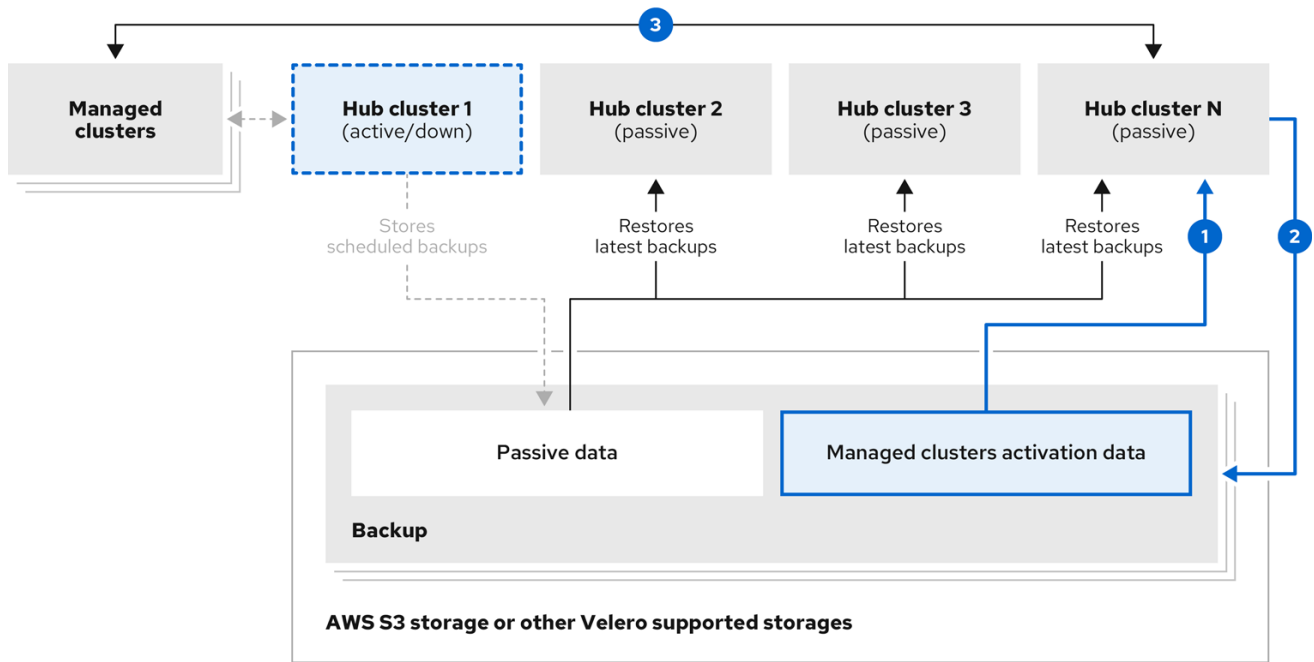 3
Managed
clusters
Hub cluster 1
(active/down)
Hub cluster 2
(passive)
Hub cluster 3
(passive)
Hub cluster N
(passive)
Stores
scheduled backups
Restores
latest backups
Restores
latest backups
Restores
latest backups
1
2
Passive data
Managed clusters activation data
Backup
AWS S3 storage or other Velero supported storages